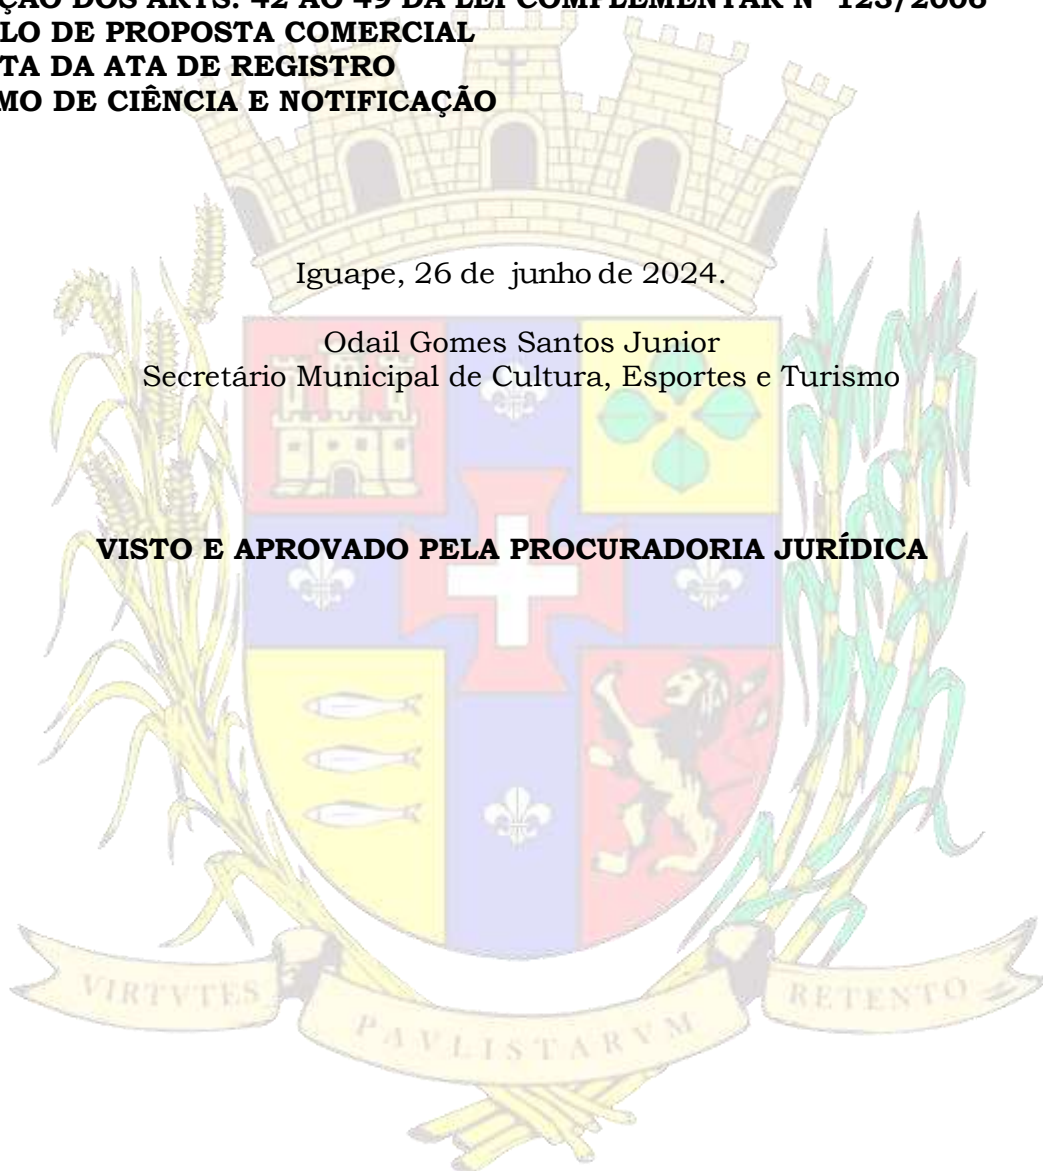 ÇÃO DOS ARTS. 42 AO 49 DA LEI COMPLEMENTAR Nº 123/2006
LO DE PROPOSTA COMERCIAL
TA DA ATA DE REGISTRO
MO DE CIÊNCIA E NOTIFICAÇÃO
Iguape, 26 de junho de 2024.
Odail Gomes Santos Junior
Secretário Municipal de Cultura, Esportes e Turismo
VISTO E APROVADO PELA PROCURADORIA JURÍDICA
VIRTVTES PAVLISTARVM RETENTO